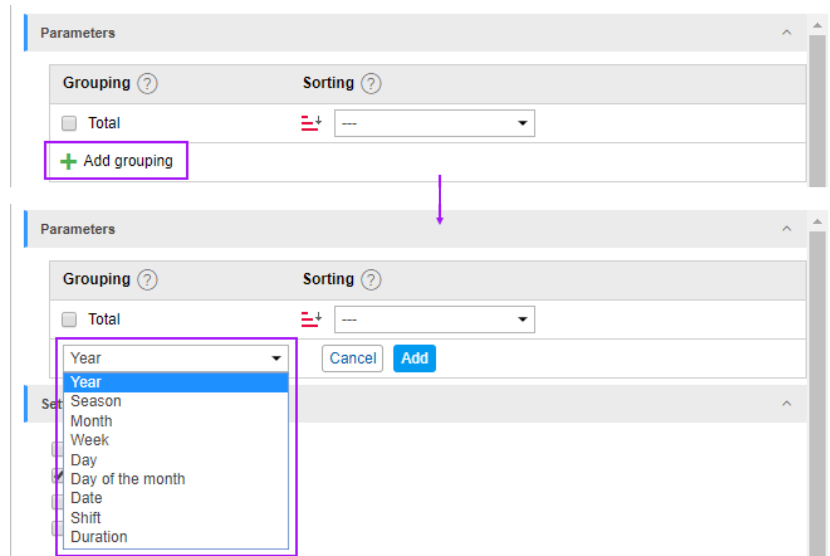 Parameters
Grouping ? Sorting ?
Total ---
+ Add grouping
Parameters
Grouping ? Sorting ?
Total ---
Year Cancel Add
Year
Set
Season
Month
Week
Day
Day of the month
Date
Shift
Duration